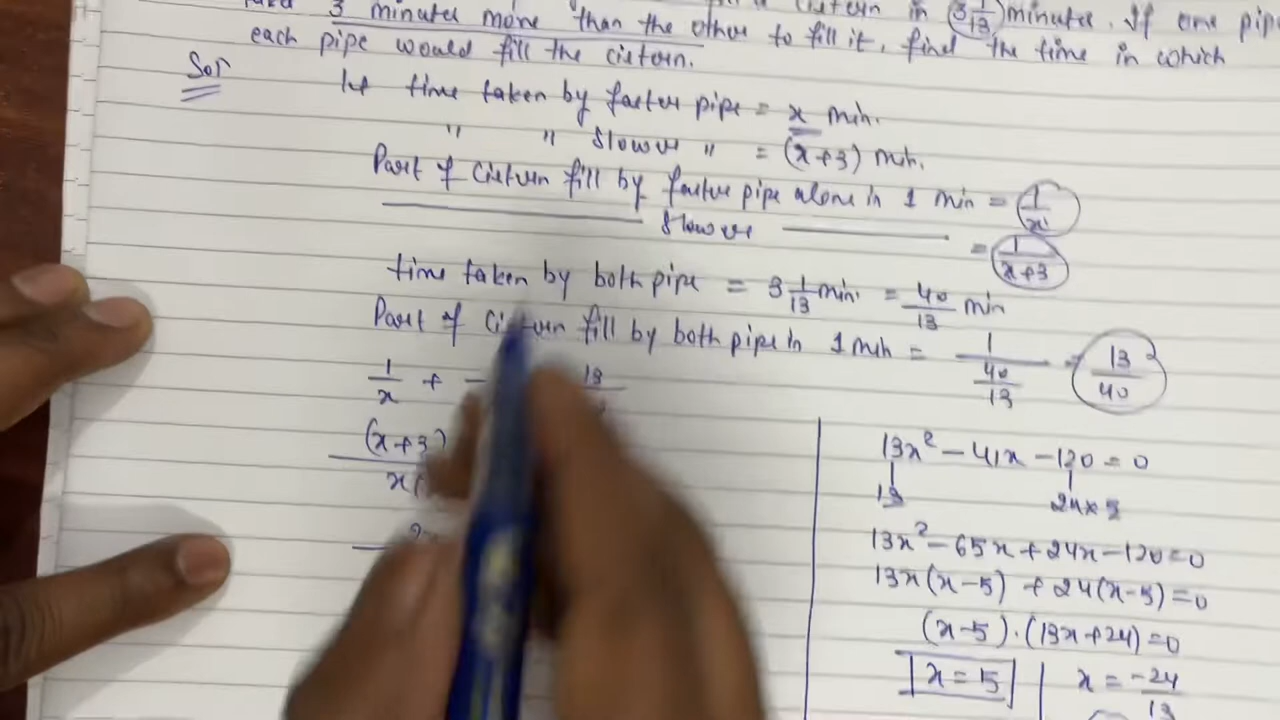 cistern in (3 1/13) minutes. If one pipe
3 minutes more than the other to fill it, find the time in which
each pipe would fill the cistern.
Sol
let time taken by faster pipe = x min.
" " Slower " = (x+3) min.
Part of Cistern fill by faster pipe alone in 1 min = 1/x
Slower = 1/(x+3)
time taken by both pipe = 3 1/13 min. = 40/13 min
Part of Cistern fill by both pipe in 1 min = 1/(40/13) = 13/40
1/x +
(x+3)
13x² - 41x - 120 = 0
13 24×5
13x² - 65x + 24x - 120 = 0
13x(x-5) + 24(x-5) = 0
(x-5).(13x+24) = 0
x = 5 x = -24/13